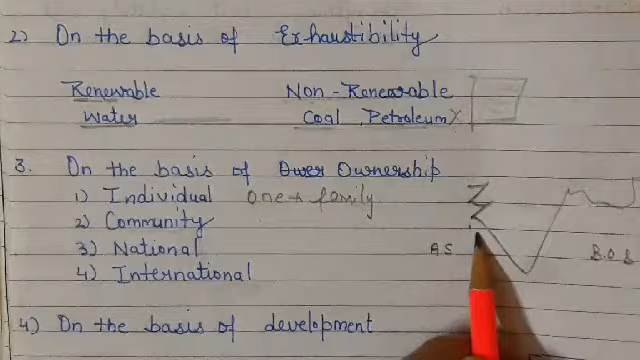 2) On the basis of Exhaustibility
Renewable Non-Renewable
Water Coal, Petroleum X
3. On the basis of Ower Ownership
1) Individual One → family
2) Community
3) National
4) International
A.S B.O.B
4) On the basis of development